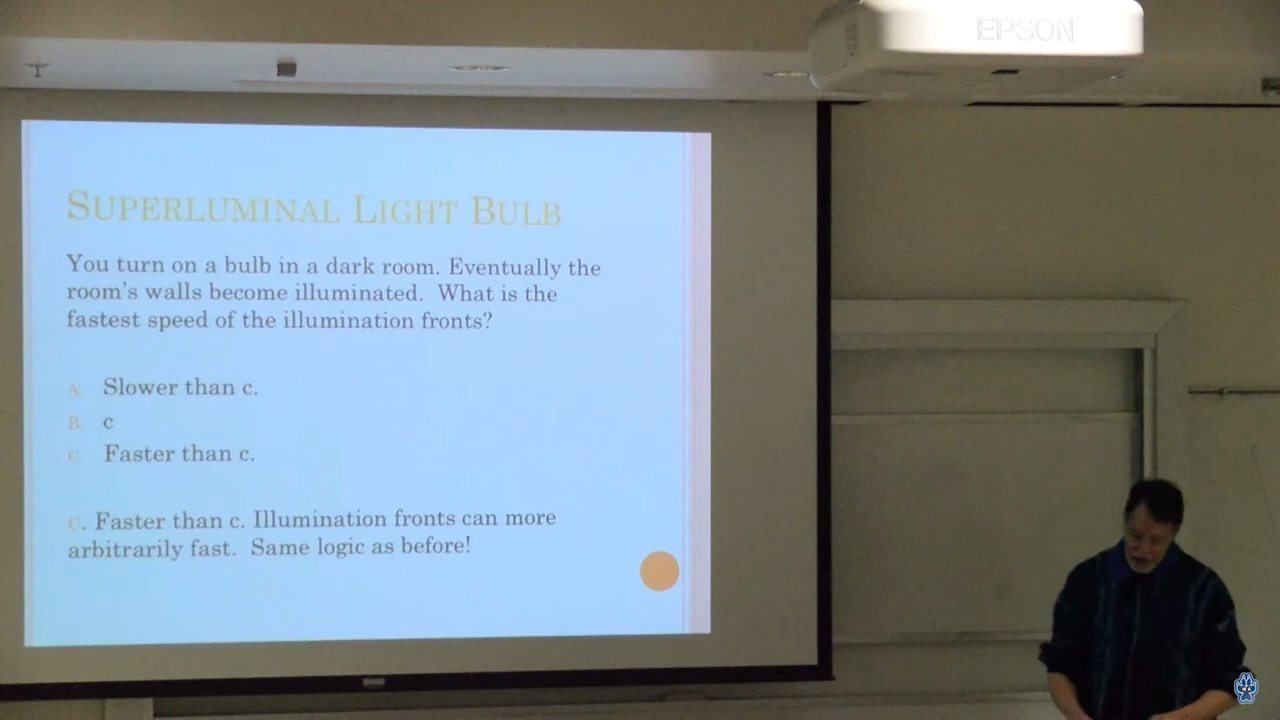 EPSON
SUPERLUMINAL LIGHT BULB
You turn on a bulb in a dark room. Eventually the
room's walls become illuminated. What is the
fastest speed of the illumination fronts?
A. Slower than c.
B. c
C. Faster than c.
C. Faster than c. Illumination fronts can more
arbitrarily fast. Same logic as before!